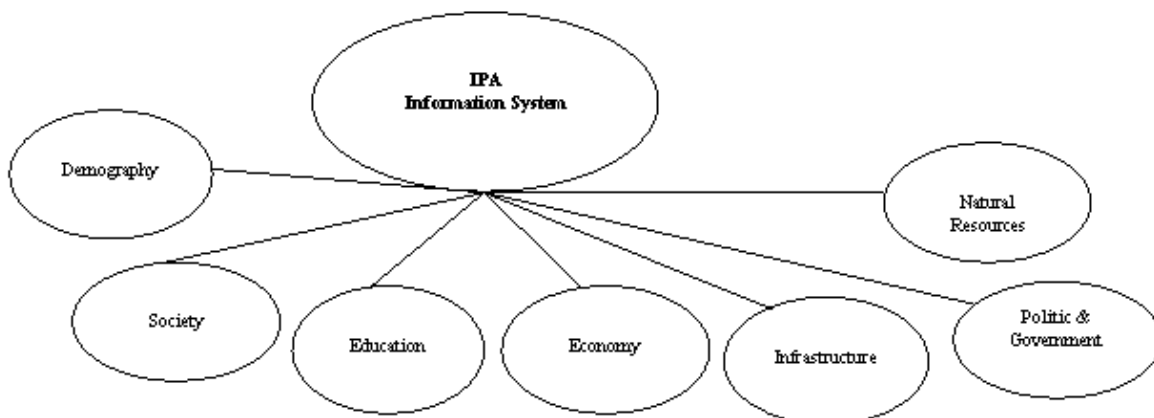 IPA
Information System
Demography
Natural
Resources
Society
Education
Economy
Infrastructure
Politic &
Government